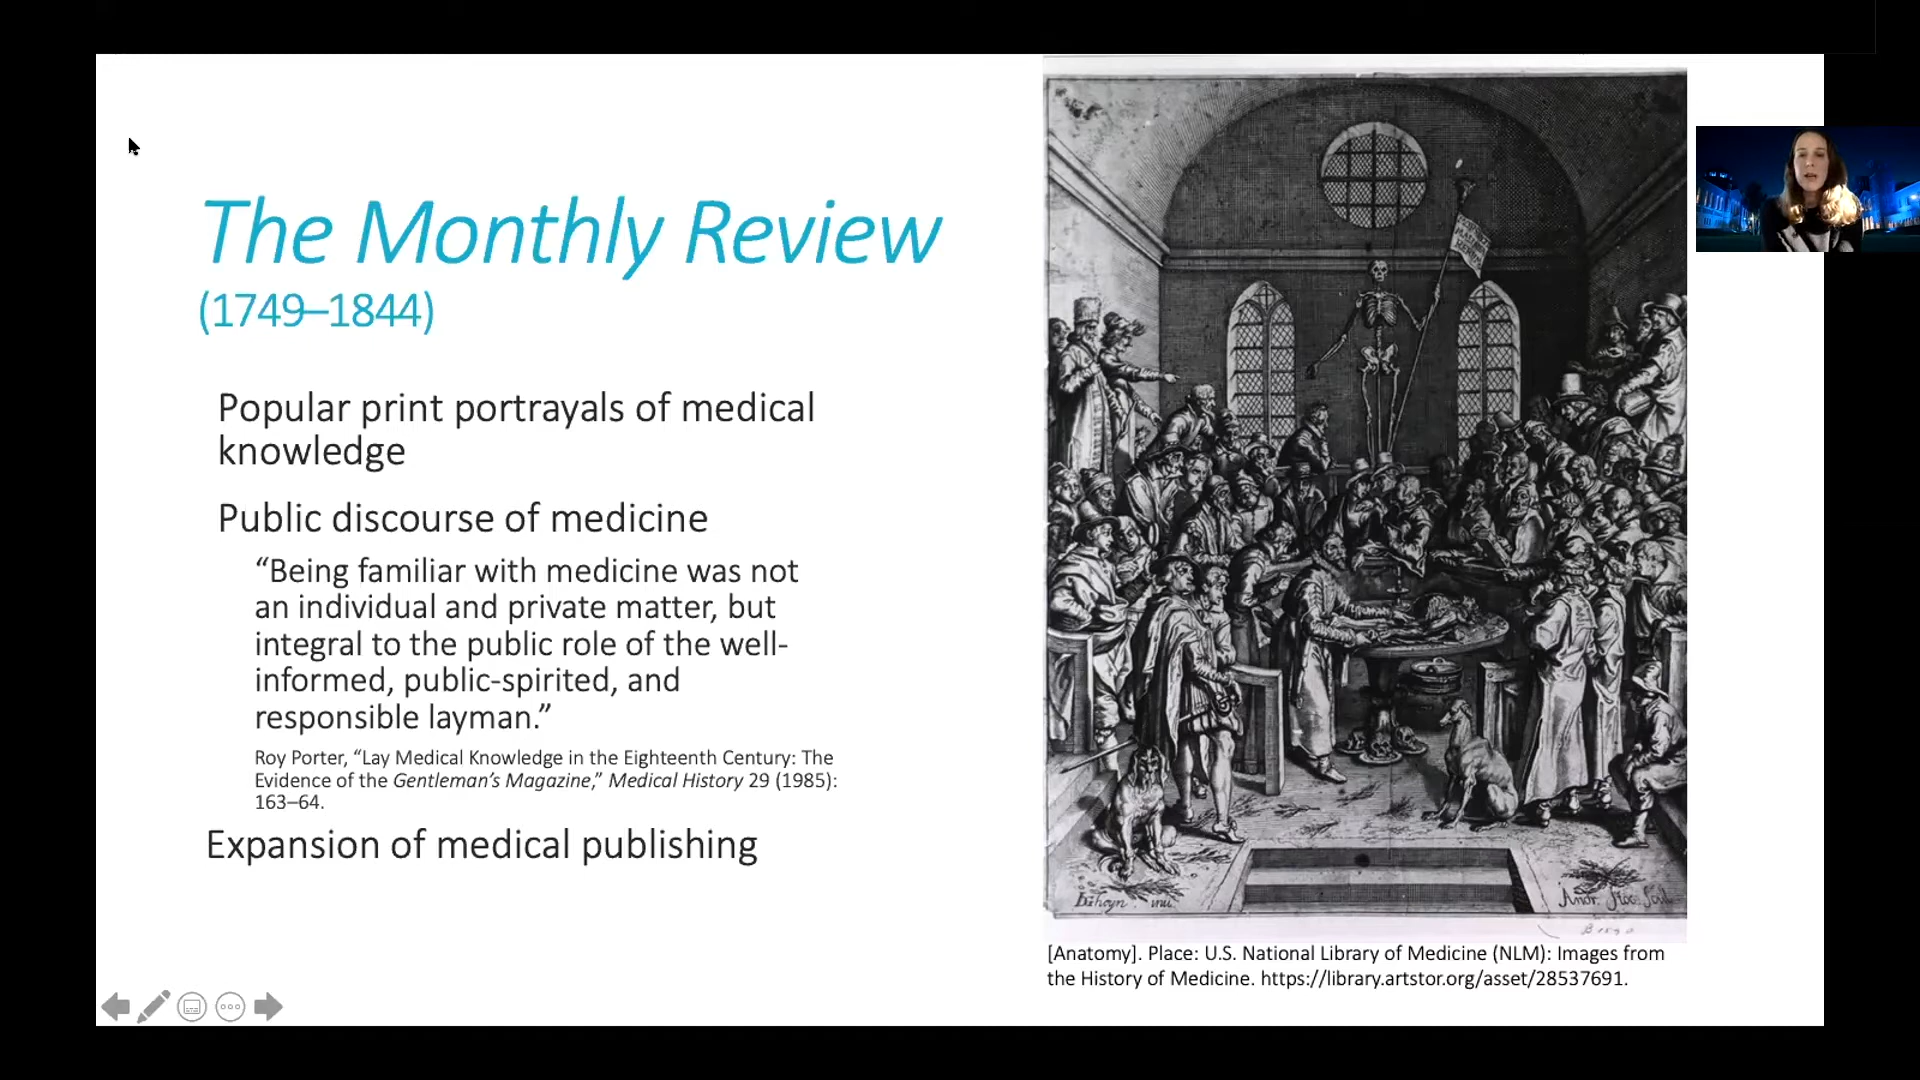 The Monthly Review
(1749–1844)
Popular print portrayals of medical
knowledge
Public discourse of medicine
“Being familiar with medicine was not
an individual and private matter, but
integral to the public role of the well-
informed, public-spirited, and
responsible layman.”
Roy Porter, “Lay Medical Knowledge in the Eighteenth Century: The
Evidence of the Gentleman’s Magazine,” Medical History 29 (1985):
163–64.
Expansion of medical publishing
[Anatomy]. Place: U.S. National Library of Medicine (NLM): Images from
the History of Medicine. https://library.artstor.org/asset/28537691.